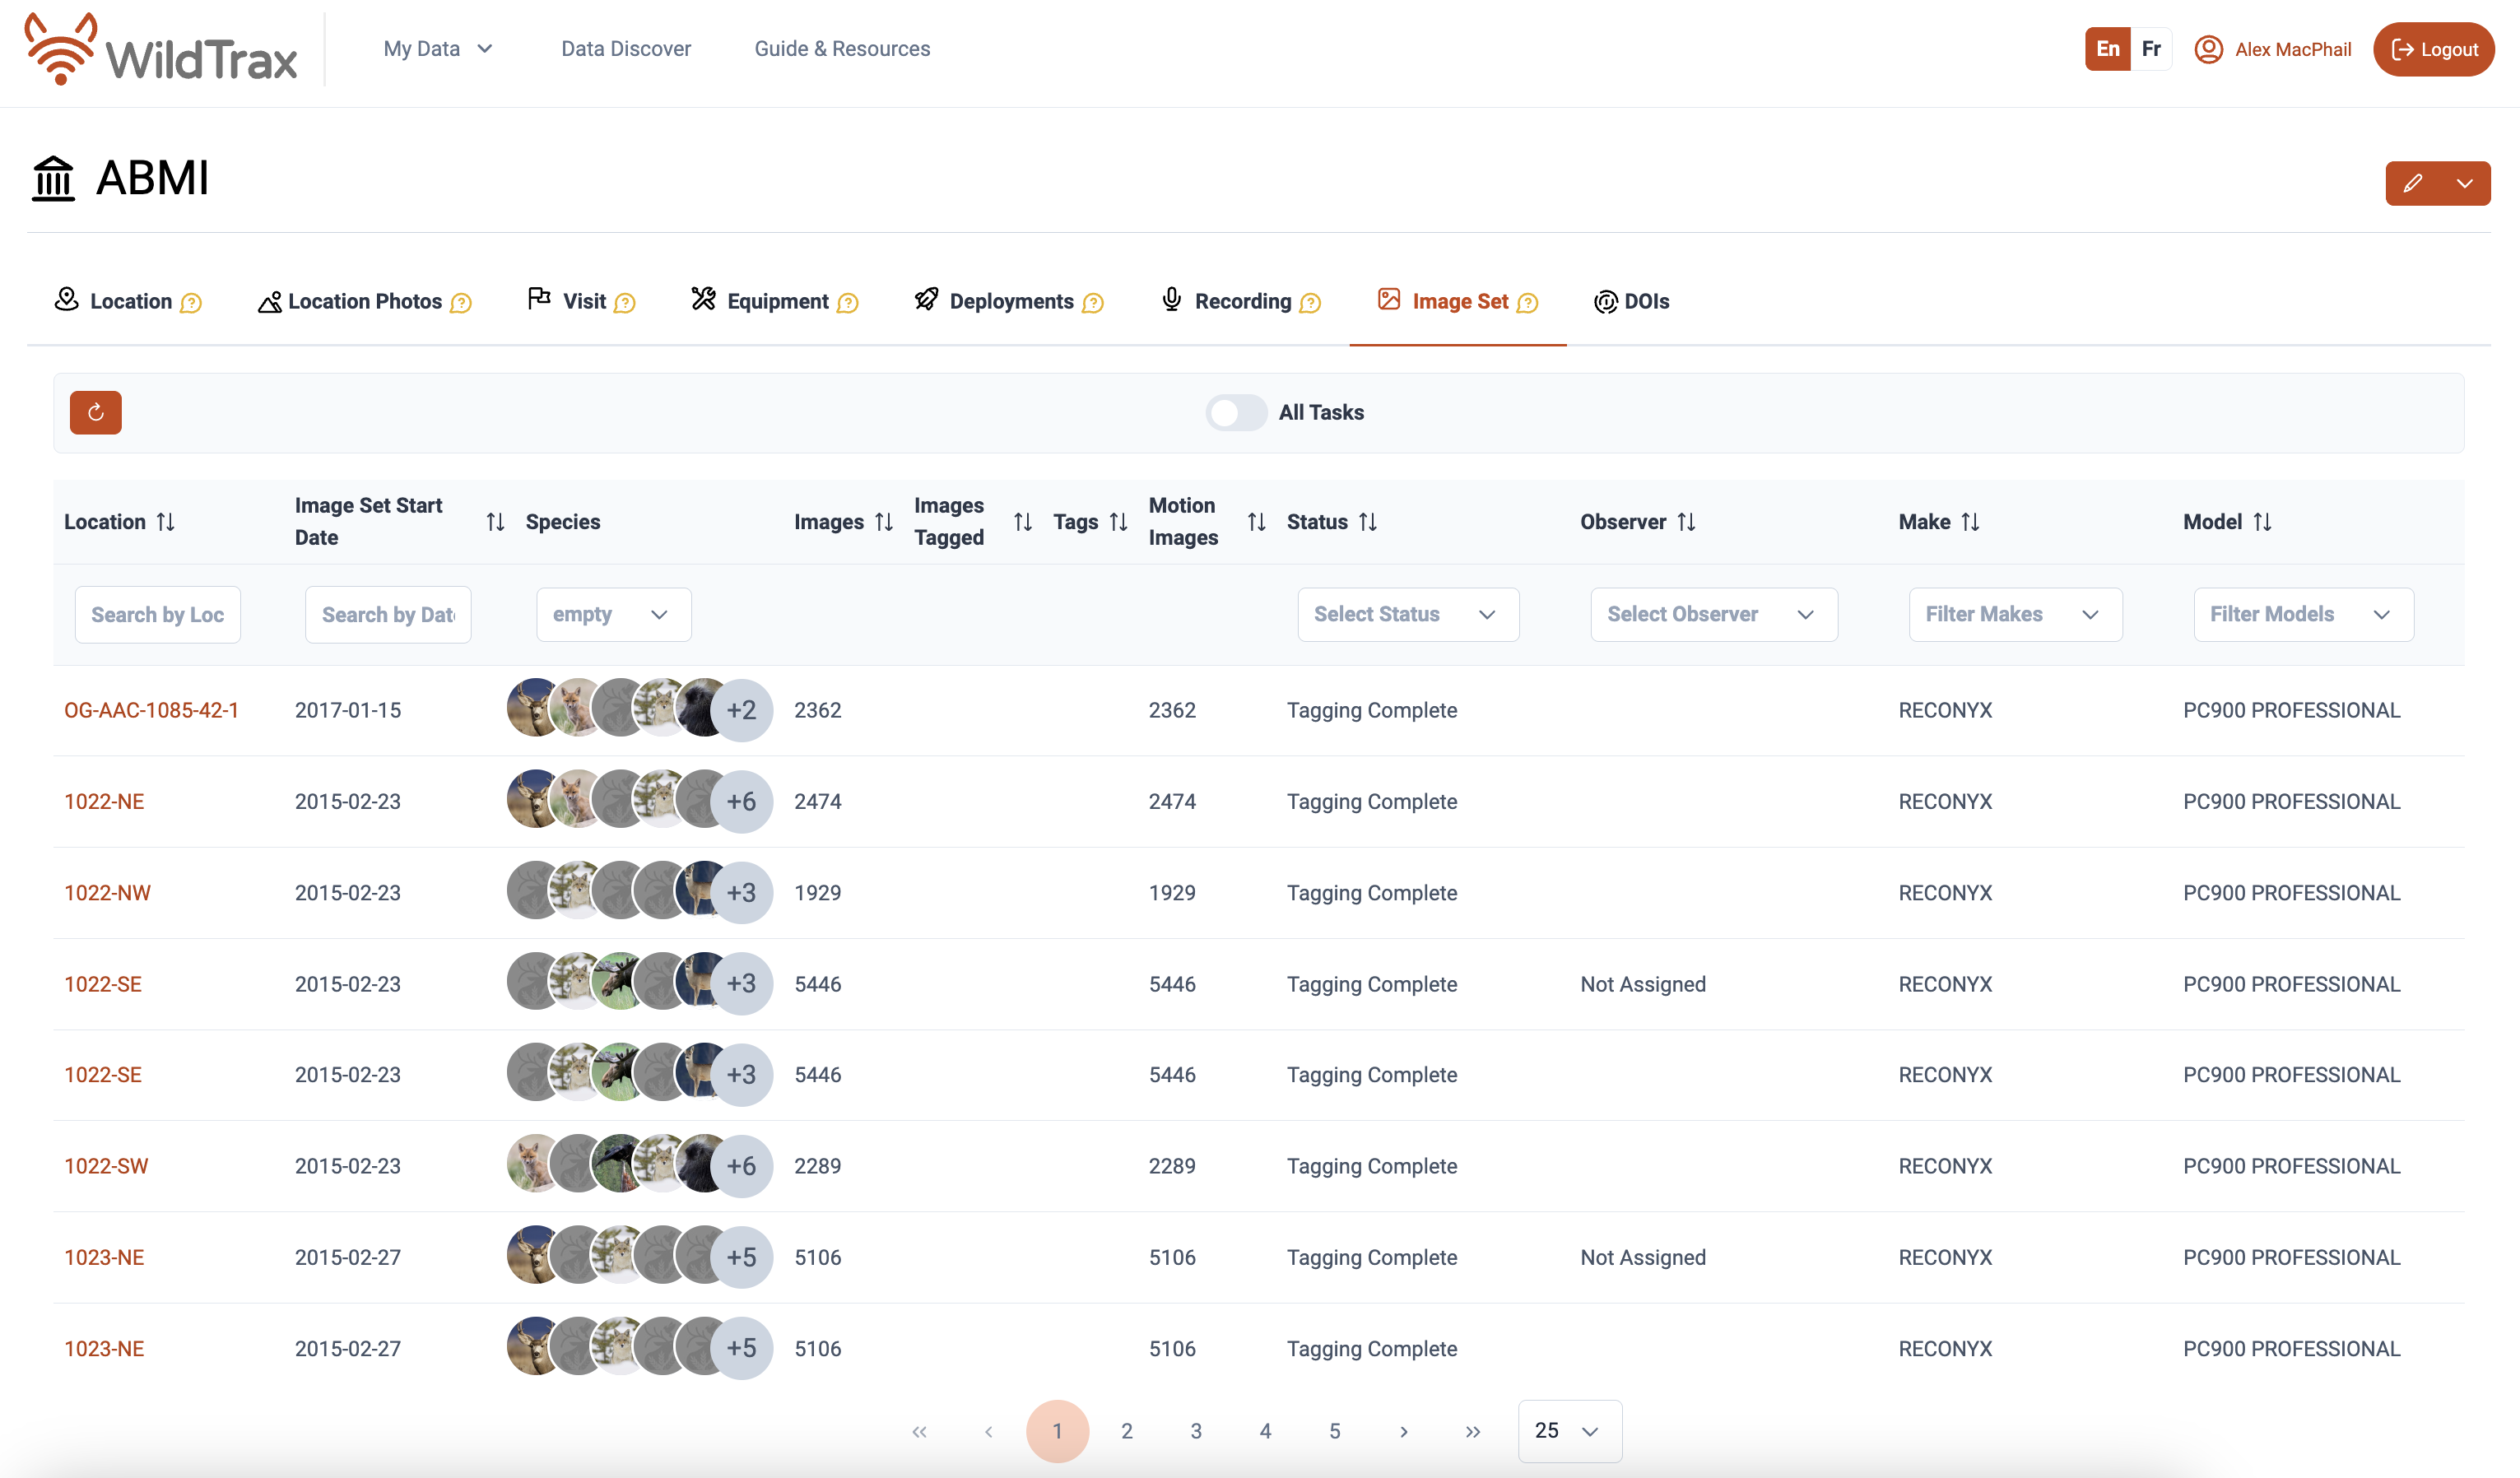 WildTrax
My Data
Data Discover
Guide & Resources
En
Fr
Alex MacPhail
Logout
ABMI
Location
Location Photos
Visit
Equipment
Deployments
Recording
Image Set
DOIs
All Tasks
Location
Image Set Start
Date
Species
Images
Images
Tagged
Tags
Motion
Images
Status
Observer
Make
Model
Search by Loc
Search by Dat
empty
Select Status
Select Observer
Filter Makes
Filter Models
OG-AAC-1085-42-1 2017-01-15 +2 2362 2362 Tagging Complete RECONYX PC900 PROFESSIONAL
1022-NE 2015-02-23 +6 2474 2474 Tagging Complete RECONYX PC900 PROFESSIONAL
1022-NW 2015-02-23 +3 1929 1929 Tagging Complete RECONYX PC900 PROFESSIONAL
1022-SE 2015-02-23 +3 5446 5446 Tagging Complete Not Assigned RECONYX PC900 PROFESSIONAL
1022-SE 2015-02-23 +3 5446 5446 Tagging Complete RECONYX PC900 PROFESSIONAL
1022-SW 2015-02-23 +6 2289 2289 Tagging Complete RECONYX PC900 PROFESSIONAL
1023-NE 2015-02-27 +5 5106 5106 Tagging Complete Not Assigned RECONYX PC900 PROFESSIONAL
1023-NE 2015-02-27 +5 5106 5106 Tagging Complete RECONYX PC900 PROFESSIONAL
« ‹ 1 2 3 4 5 › » 25